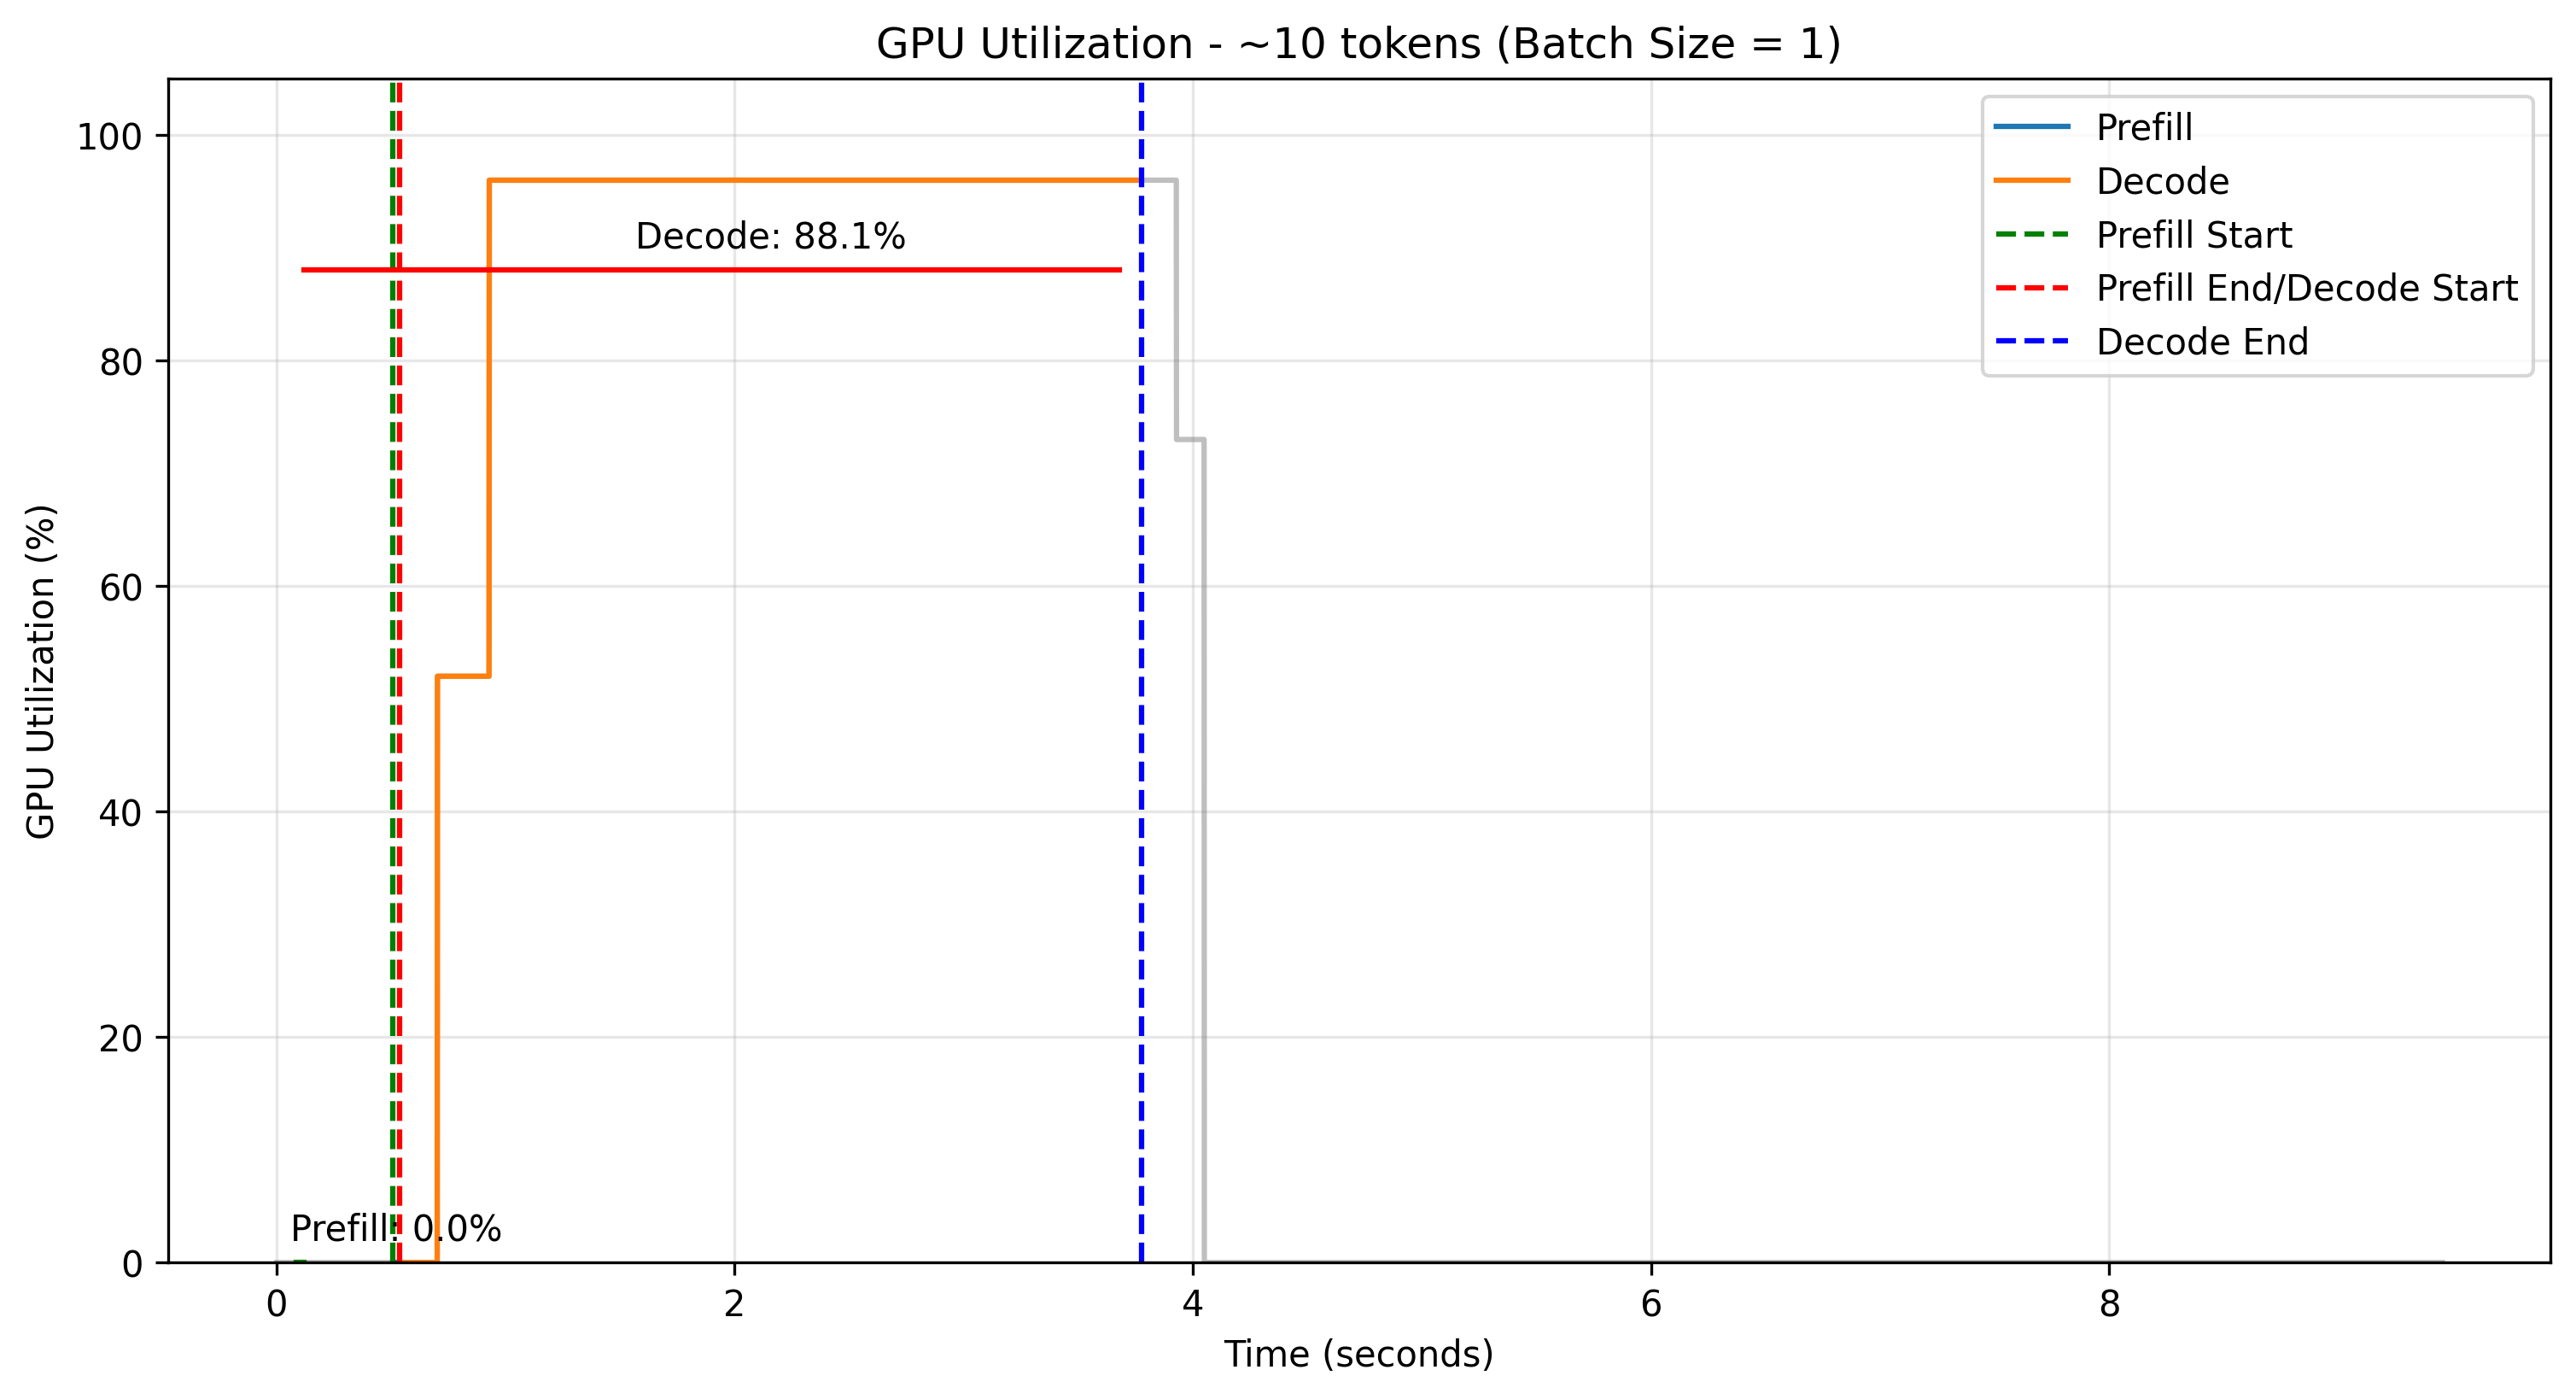 GPU Utilization - ~10 tokens (Batch Size = 1)
Prefill
Decode
Prefill Start
Prefill End/Decode Start
Decode End
100
80
60
40
20
0
GPU Utilization (%)
Decode: 88.1%
Prefill: 0.0%
0
2
4
6
8
Time (seconds)